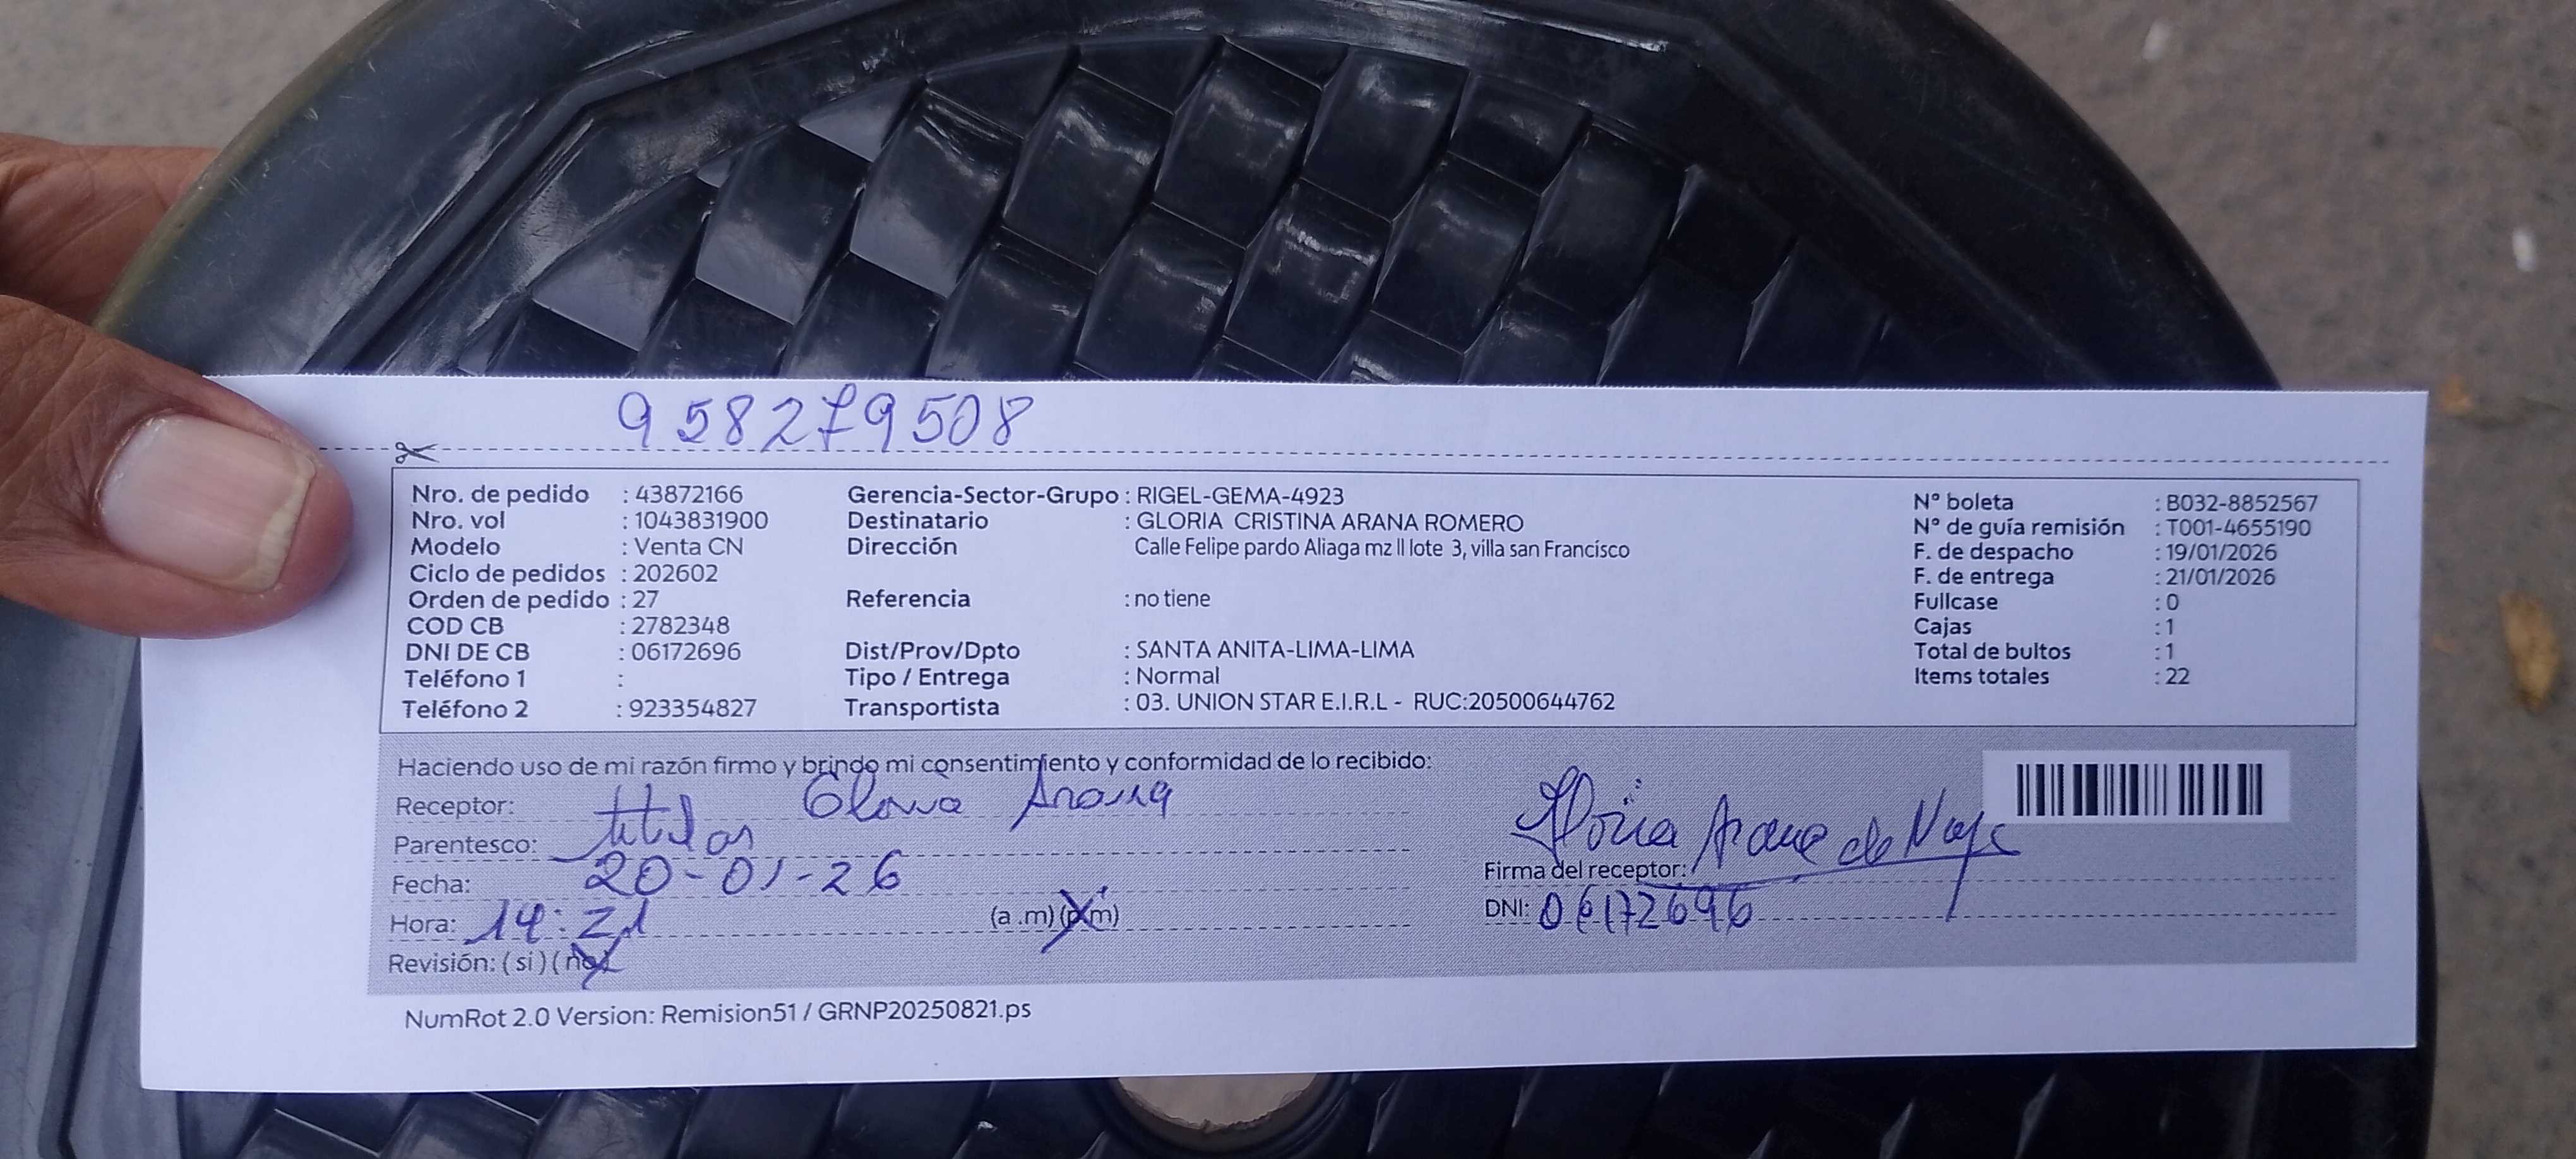 958279508
Nro. de pedido : 43872166
Nro. vol : 1043831900
Modelo : Venta CN
Ciclo de pedidos : 202602
Orden de pedido : 27
COD CB : 2782348
DNI DE CB : 06172696
Teléfono 1 :
Teléfono 2 : 923354827
Gerencia-Sector-Grupo : RIGEL-GEMA-4923
Destinatario : GLORIA CRISTINA ARANA ROMERO
Dirección Calle Felipe pardo Aliaga mz ll lote 3, villa san Francisco
Referencia : no tiene
Dist/Prov/Dpto : SANTA ANITA-LIMA-LIMA
Tipo / Entrega : Normal
Transportista : 03. UNION STAR E.I.R.L - RUC:20500644762
Nº boleta : B032-8852567
Nº de guía remisión : T001-4655190
F. de despacho : 19/01/2026
F. de entrega : 21/01/2026
Fullcase : 0
Cajas : 1
Total de bultos : 1
Items totales : 22
Haciendo uso de mi razón firmo y brindo mi consentimiento y conformidad de lo recibido:
Receptor: Gloria Arana
Parentesco: titular
Fecha: 20-01-26
Hora: 14:21 (a.m) (p.m)
Revisión: ( si ) ( no )
Gloria Arana de
Firma del receptor:
DNI: 06172696
NumRot 2.0 Version: Remision51 / GRNP20250821.ps